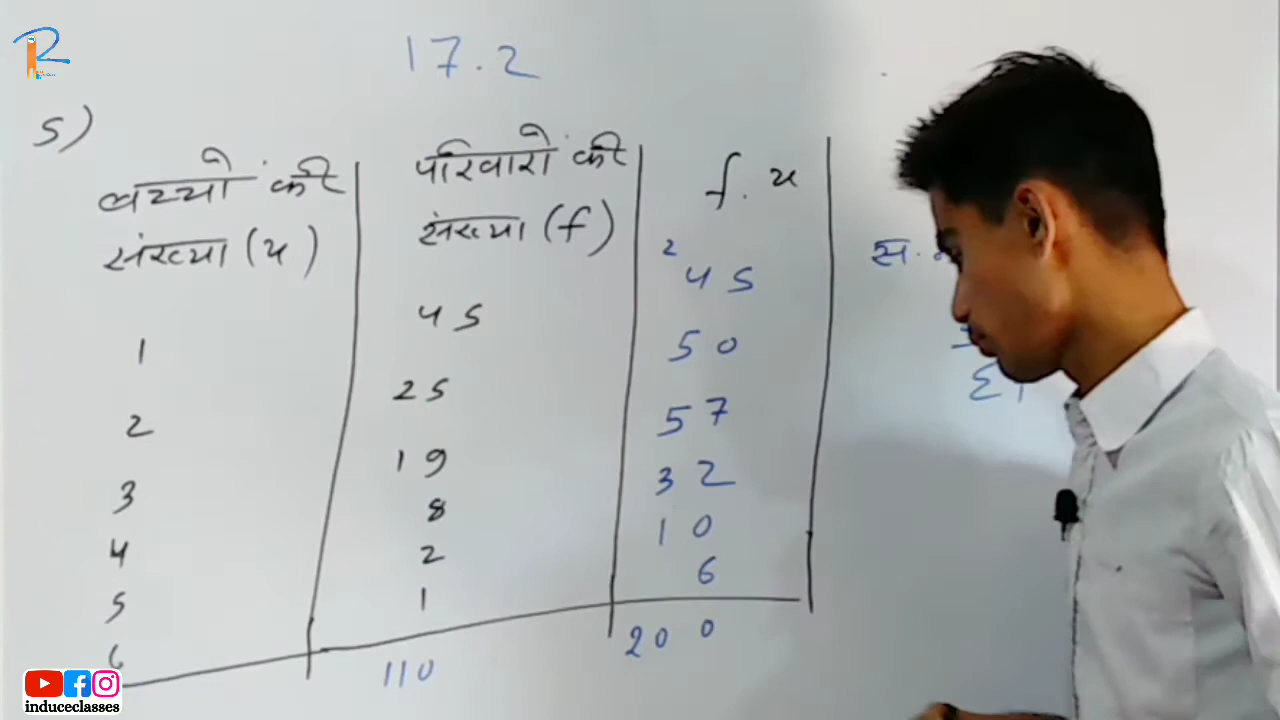 17.2
5)
बच्चो की
संख्या (x)
परिवारो की
संख्या (f)
f. x
1 45 45
2 25 50
3 19 57
4 8 32
5 2 10
6 1 6
110 200
2
स.
induceclasses